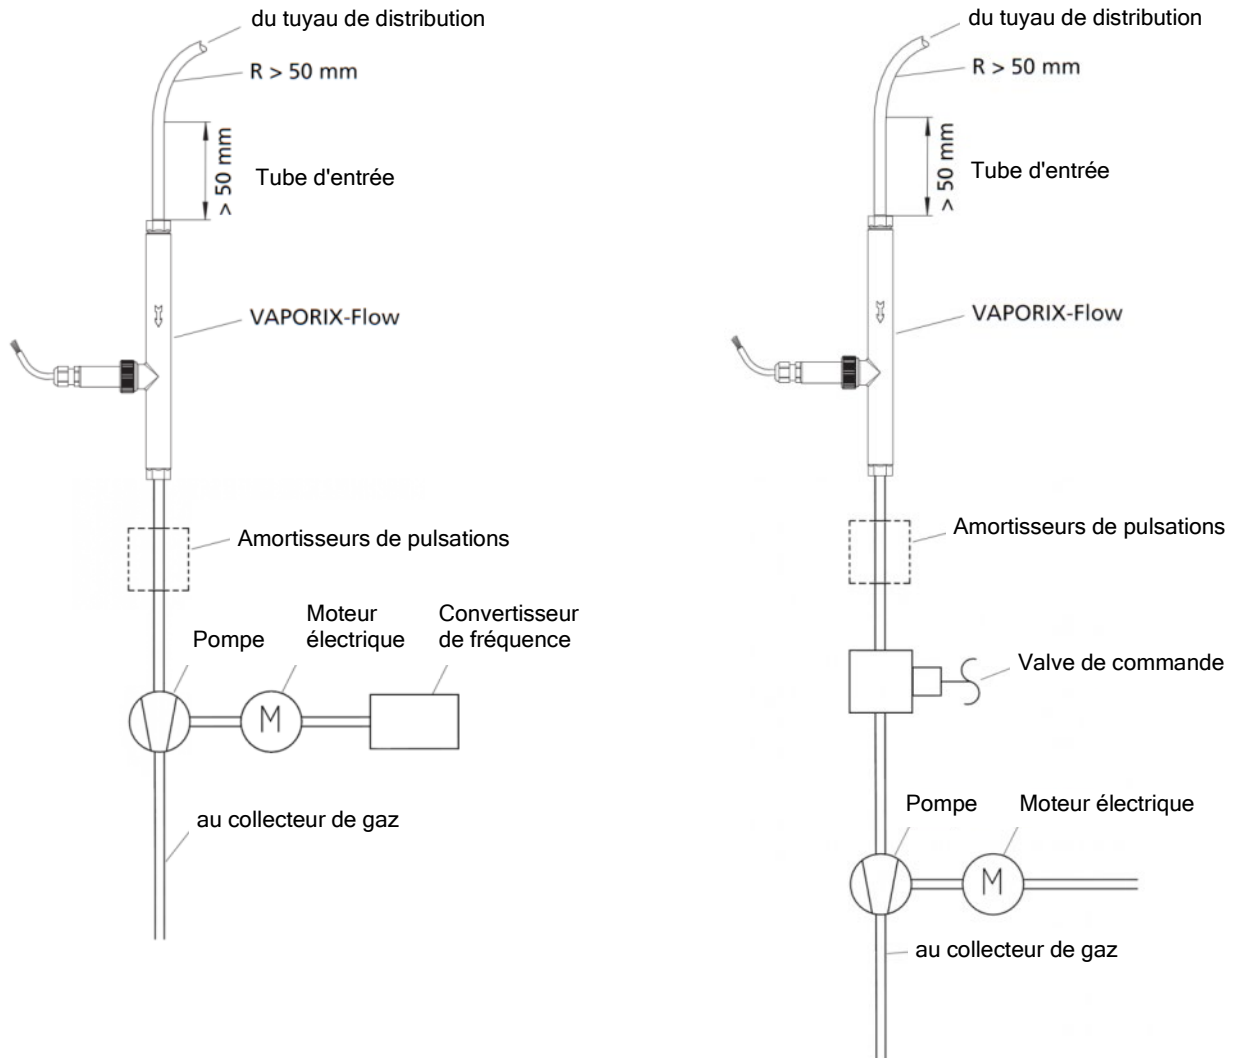 du tuyau de distribution
R > 50 mm
> 50 mm
Tube d'entrée
VAPORIX-Flow
Amortisseurs de pulsations
Pompe
Moteur
électrique
Convertisseur
de fréquence
M
au collecteur de gaz
du tuyau de distribution
R > 50 mm
> 50 mm
Tube d'entrée
VAPORIX-Flow
Amortisseurs de pulsations
Valve de commande
Pompe
Moteur électrique
M
au collecteur de gaz